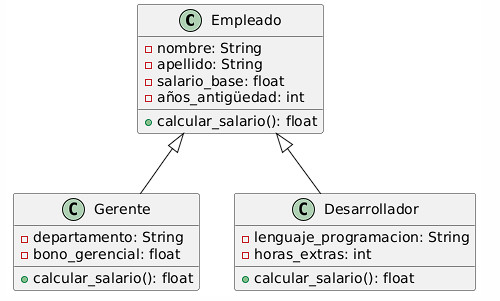 C Empleado
nombre: String
apellido: String
salario_base: float
años_antigüedad: int
calcular_salario(): float
C Gerente
departamento: String
bono_gerencial: float
calcular_salario(): float
C Desarrollador
lenguaje_programacion: String
horas_extras: int
calcular_salario(): float